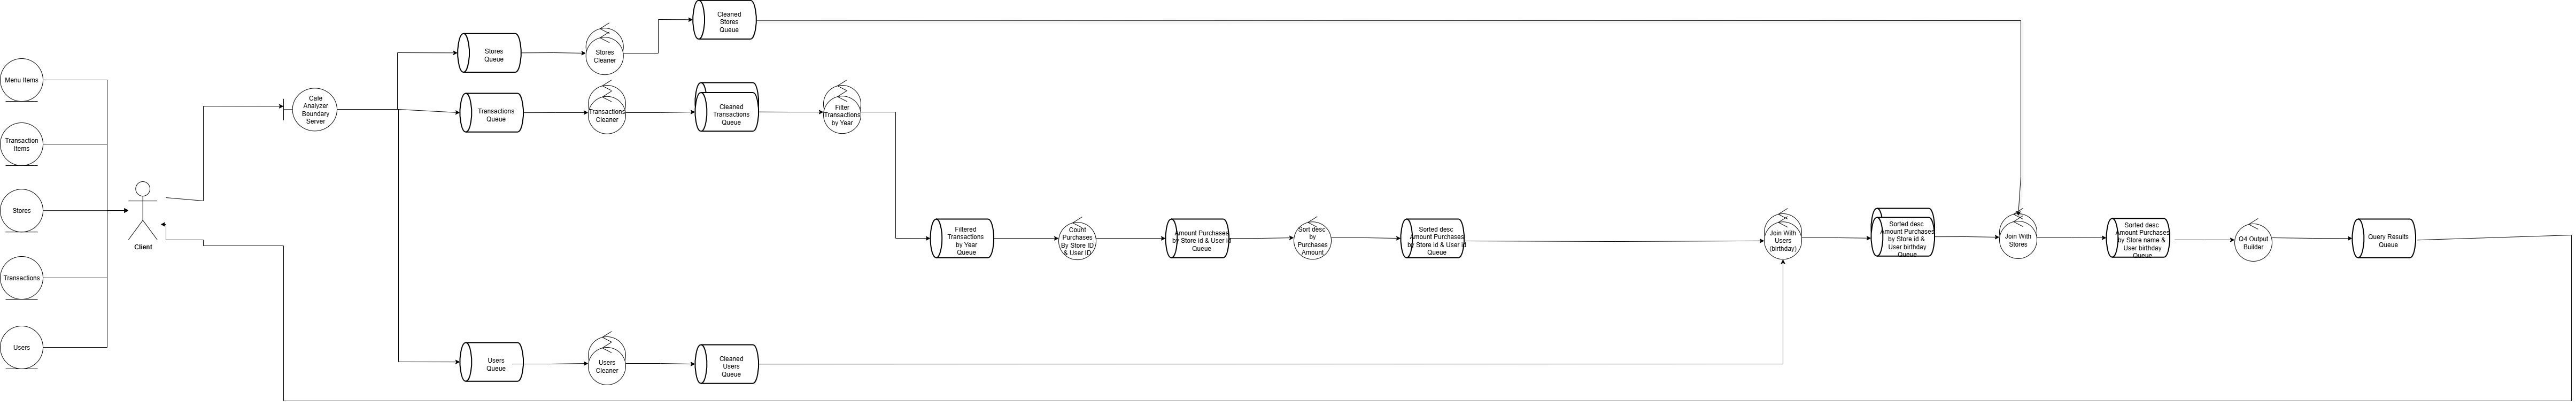 Cleaned
Stores
Queue
Stores
Queue
Stores
Cleaner
Menu Items
Cafe
Analyzer
Boundary
Server
Transactions
Queue
Transactions
Cleaner
Cleaned
Transactions
Queue
Filter
Transactions
by Year
Transaction
Items
Stores
Client
Filtered
Transactions
by Year
Queue
Count
Purchases
By Store ID
& User ID
Amount Purchases
by Store id & User id
Queue
Sort desc
by
Purchases
Amount
Sorted desc
Amount Purchases
by Store id & User id
Queue
Join With
Users
(birthday)
Sorted desc
Amount Purchases
by Store id &
User birthday
Queue
Join With
Stores
Sorted desc
Amount Purchases
by Store name &
User birthday
Queue
Q4 Output
Builder
Query Results
Queue
Transactions
Users
Users
Queue
Users
Cleaner
Cleaned
Users
Queue